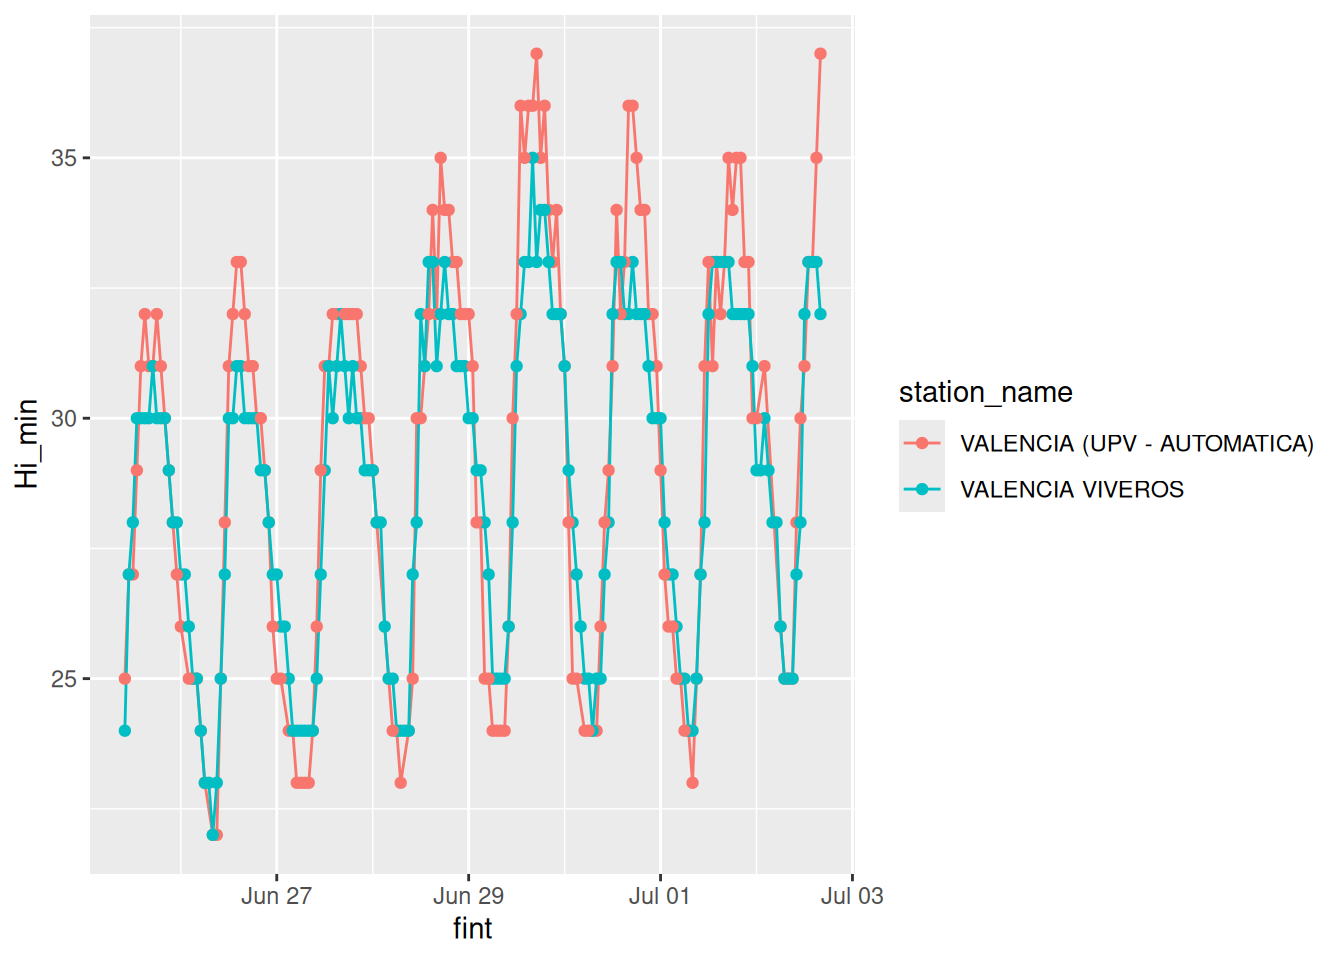 35
30
25
Hi_min
Jun 27
Jun 29
Jul 01
Jul 03
fint
station_name
VALENCIA (UPV - AUTOMATICA)
VALENCIA VIVEROS